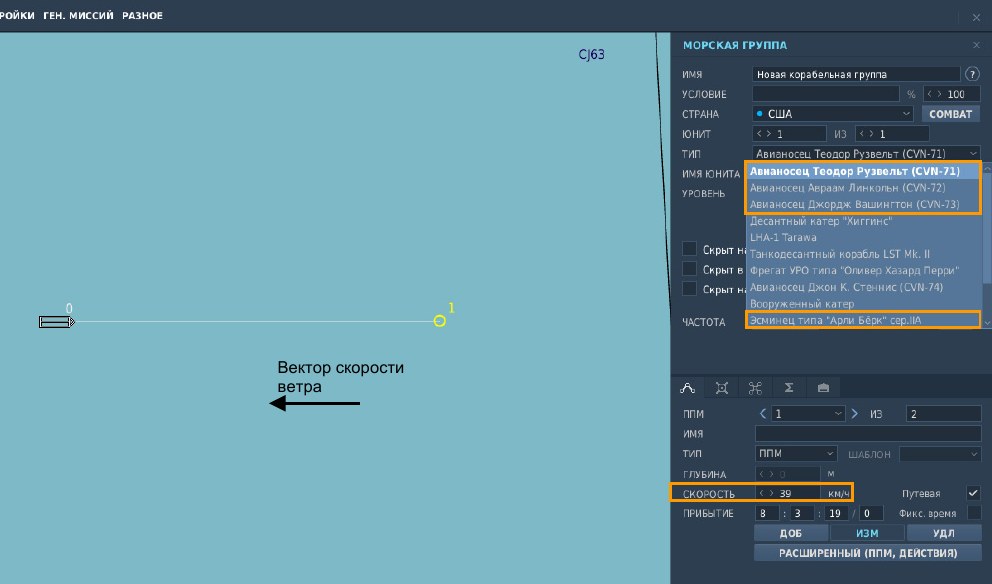 РОЙКИ ГЕН. МИССИЙ РАЗНОЕ
CJ63
0
1
Вектор скорости
ветра
МОРСКАЯ ГРУППА
ИМЯ Новая корабельная группа ?
УСЛОВИЕ % < > 100
СТРАНА США COMBAT
ЮНИТ < > 1 ИЗ < > 1
ТИП Авианосец Теодор Рузвельт (CVN-71)
ИМЯ ЮНИТА Авианосец Теодор Рузвельт (CVN-71)
Авианосец Авраам Линкольн (CVN-72)
УРОВЕНЬ Авианосец Джордж Вашингтон (CVN-73)
Десантный катер "Хиггинс"
LHA-1 Tarawa
Скрыт на Танкодесантный корабль LST Mk. II
Скрыт в Фрегат УРО типа "Оливер Хазард Перри"
Скрыт на Авианосец Джон К. Стеннис (CVN-74)
Вооруженный катер
ЧАСТОТА Эсминец типа "Арли Бёрк" сер.IIA
Σ
ППМ < 1 > ИЗ 2
ИМЯ
ТИП ППМ ШАБЛОН
ГЛУБИНА < > 0 М
СКОРОСТЬ < > 39 км/ч Путевая
ПРИБЫТИЕ 8 : 3 : 19 / 0 Фикс. время
ДОБ ИЗМ УДЛ
РАСШИРЕННЫЙ (ППМ, ДЕЙСТВИЯ)